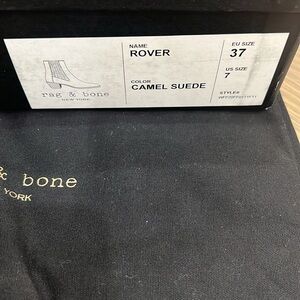 NAME
ROVER
COLOR
CAMEL SUEDE
EU SIZE
37
US SIZE
7
STYLE#
rag & bone
NEW YORK
& bone
YORK